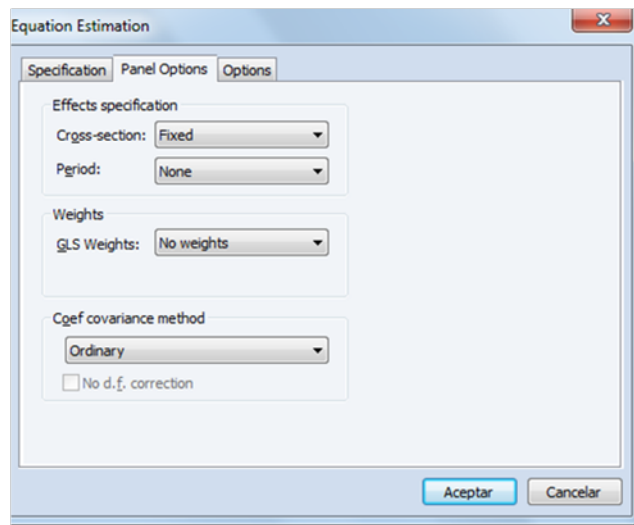 Equation Estimation
Specification Panel Options Options
Effects specification
Cross-section: Fixed
Period: None
Weights
GLS Weights: No weights
Coef covariance method
Ordinary
No d.f. correction
Aceptar Cancelar